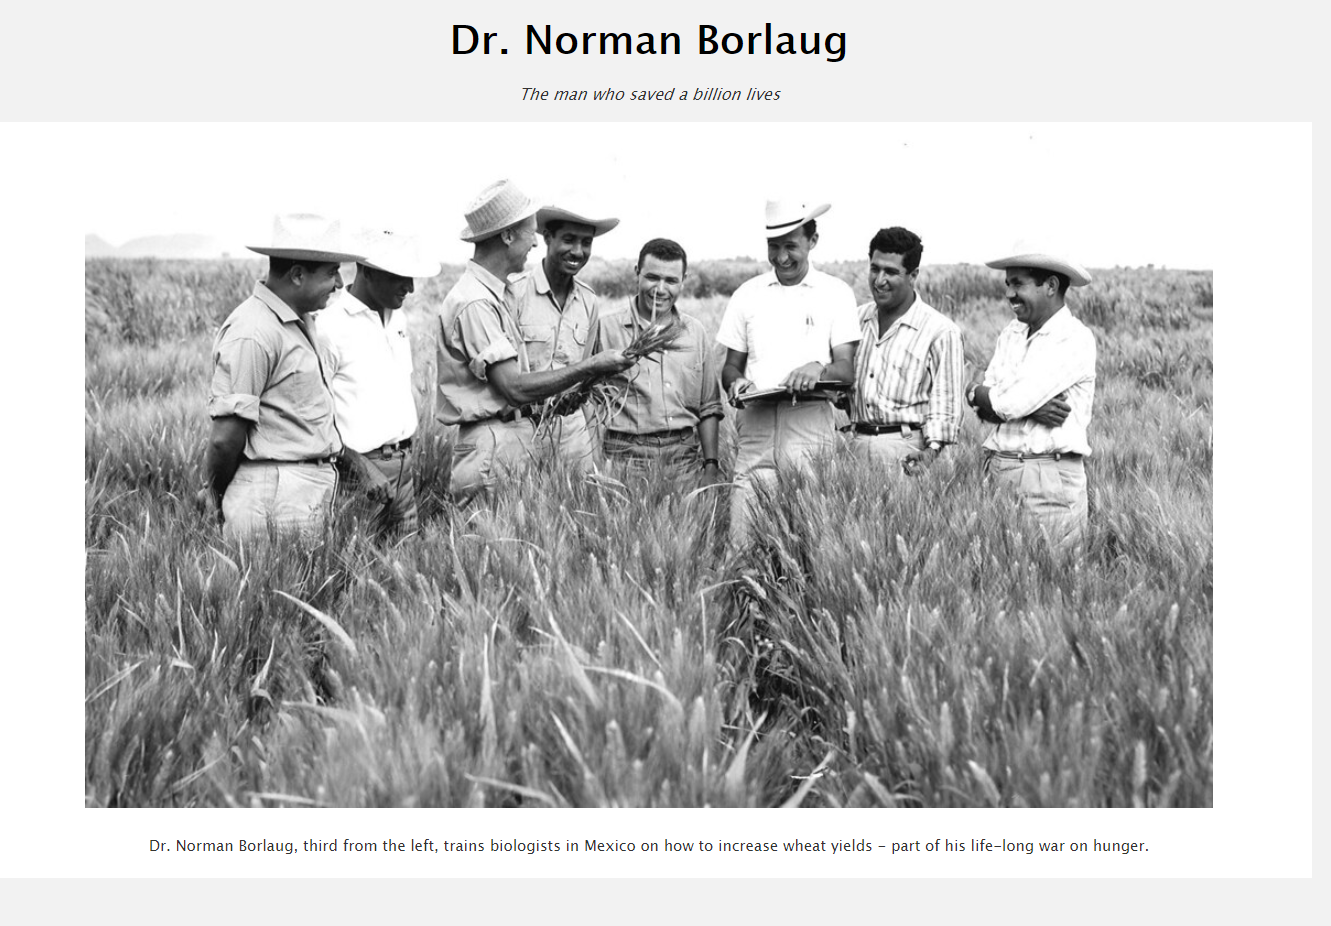 Dr. Norman Borlaug
The man who saved a billion lives
Dr. Norman Borlaug, third from the left, trains biologists in Mexico on how to increase wheat yields - part of his life-long war on hunger.